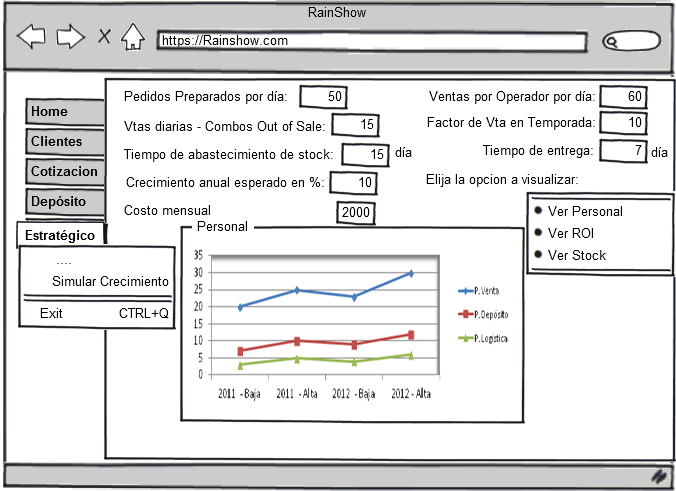 RainShow
https://Rainshow.com
Pedidos Preparados por día: 50
Ventas por Operador por día: 60
Vtas diarias - Combos Out of Sale: 15
Factor de Vta en Temporada: 10
Tiempo de abastecimiento de stock: 15 día
Tiempo de entrega: 7 día
Crecimiento anual esperado en %: 10
Elija la opcion a visualizar:
Costo mensual 2000
Ver Personal
Ver ROI
Ver Stock
Home
Clientes
Cotizacion
Depósito
Estratégico
....
Simular Crecimiento
Exit CTRL+Q
Personal
35
30
25
20
15
10
5
0
2011 - Baja 2011 - Alta 2012 - Baja 2012 - Alta
P.Venta
P.Depósito
P.Logística